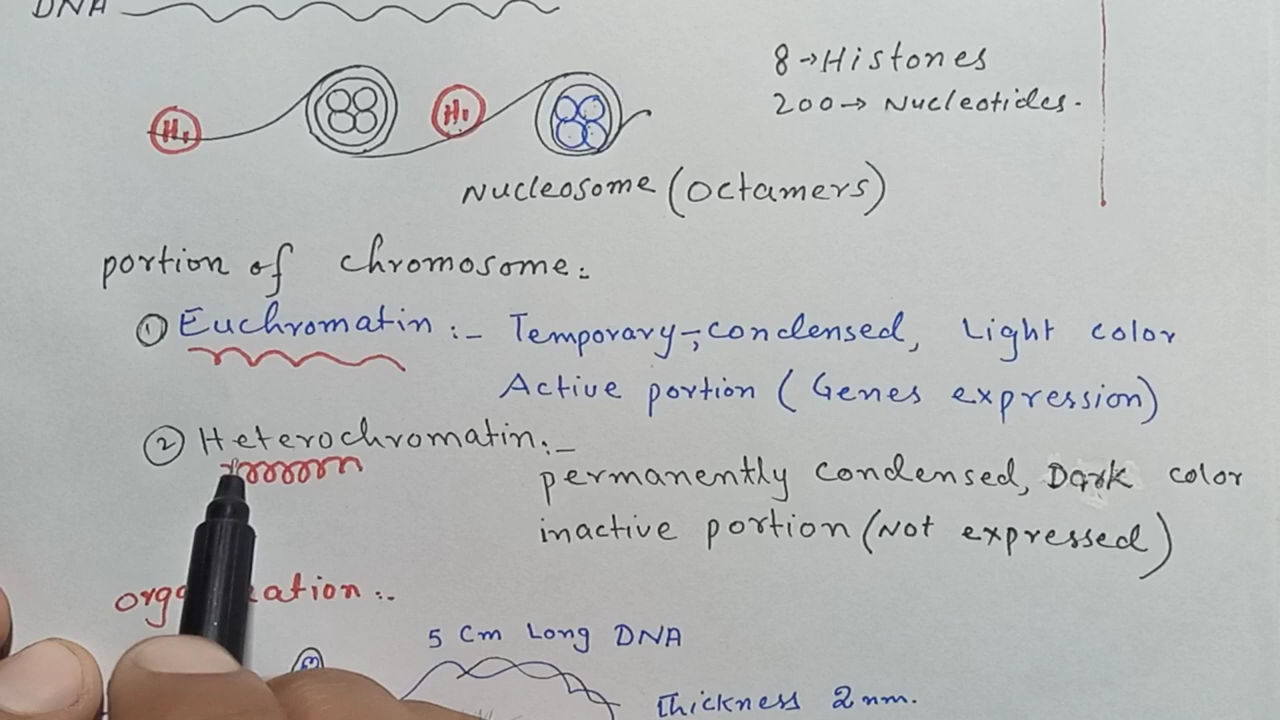 DNA
8→Histones
200→ Nucleotides.
H1 H1
Nucleosome (Octamers)
portion of chromosome:
① Euchromatin :- Temporary-;condensed, Light color
Active portion (Genes expression)
② Heterochromatin:-
permanently condensed, Dark color
inactive portion (Not expressed)
5 Cm Long DNA
Thickness 2nm.